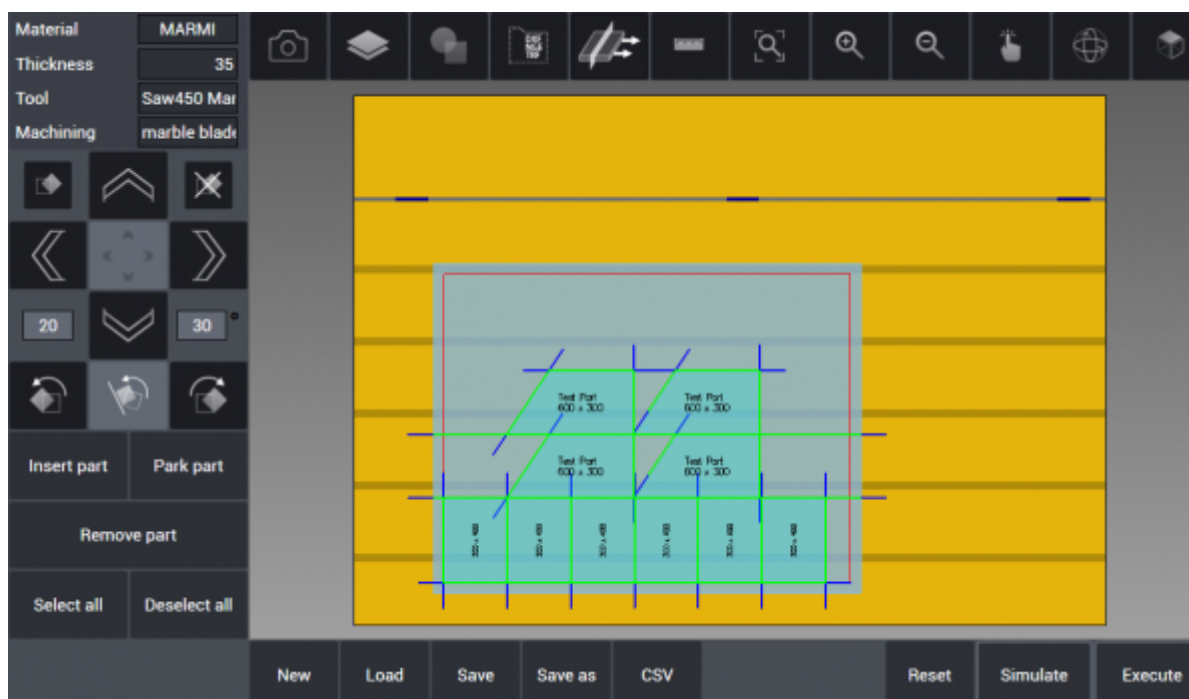 Material MARMI
Thickness 35
Tool Saw450 Mar
Machining marble blade
20 30 °
Insert part Park part
Remove part
Select all Deselect all
Test Part Test Part
600 x 300 600 x 300
Test Part Test Part
600 x 300 600 x 300
New Load Save Save as CSV Reset Simulate Execute